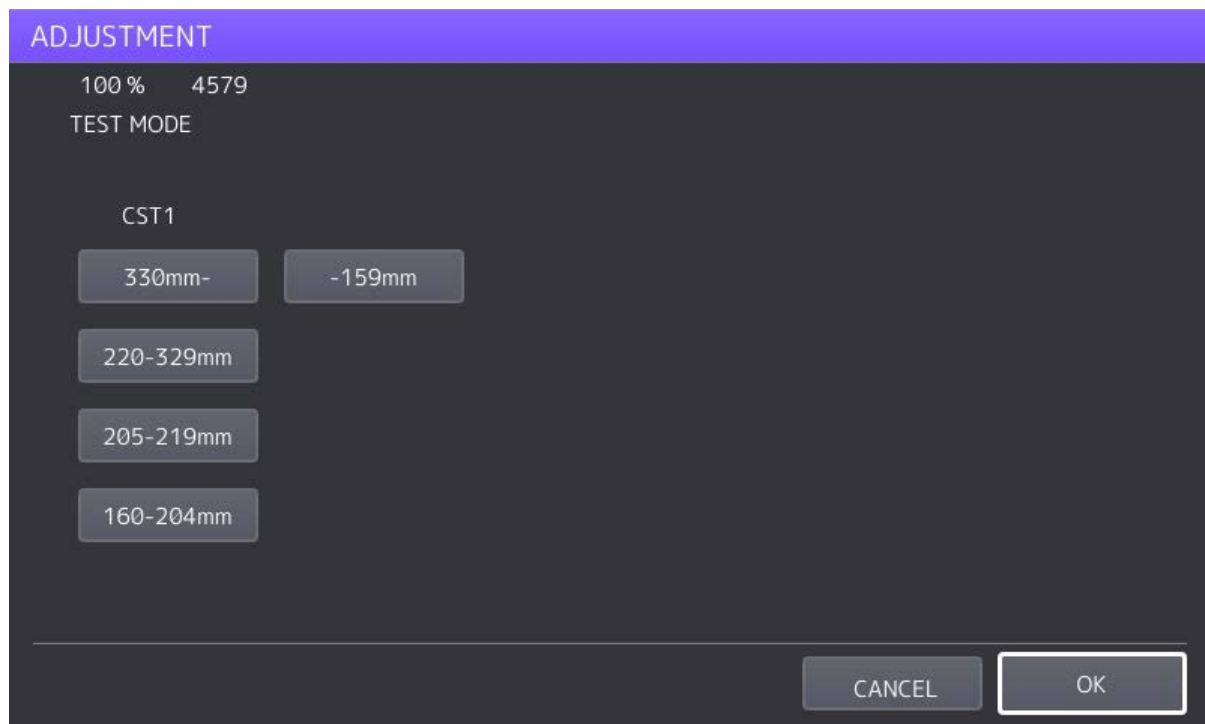 ADJUSTMENT
100 % 4579
TEST MODE
CST1
330mm- -159mm
220-329mm
205-219mm
160-204mm
CANCEL OK